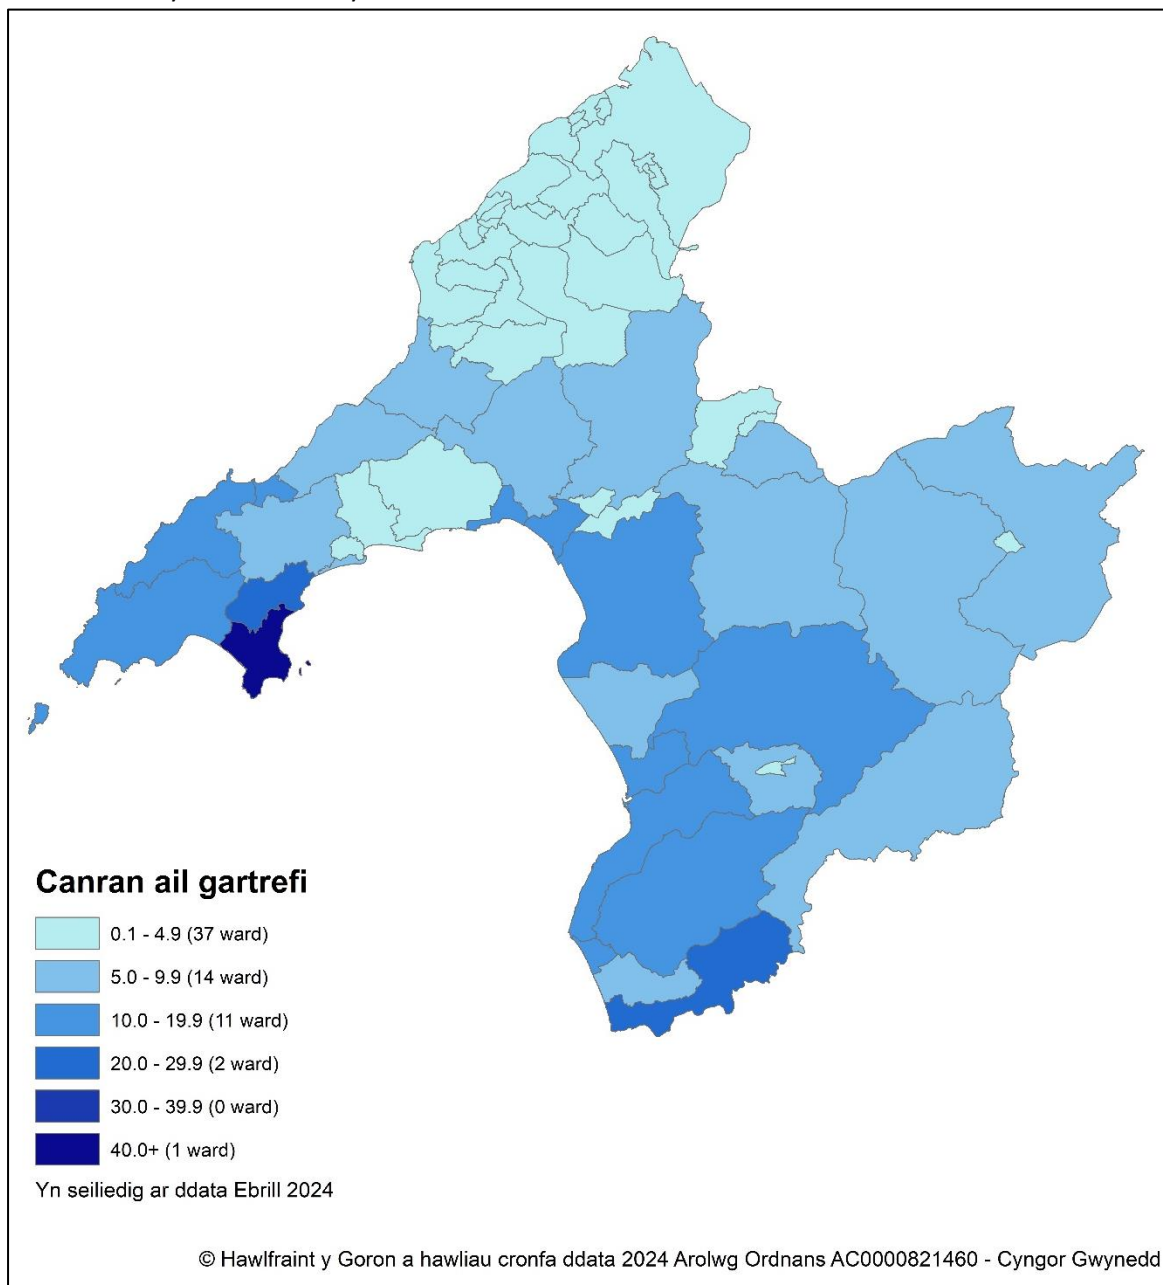 Canran ail gartrefi
0.1 - 4.9 (37 ward)
5.0 - 9.9 (14 ward)
10.0 - 19.9 (11 ward)
20.0 - 29.9 (2 ward)
30.0 - 39.9 (0 ward)
40.0+ (1 ward)
Yn seiliedig ar ddata Ebrill 2024
© Hawlfraint y Goron a hawliau cronfa ddata 2024 Arolwg Ordnans AC0000821460 - Cyngor Gwynedd